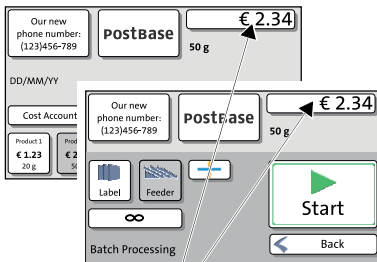 Our new
phone number:
(123)456-789
PostBase
€ 2.34
50 g
DD/MM/YY
Cost Account
Product 1
€ 1.23
20 g
Prod
€ 2
50
Our new
phone number:
(123)456-789
PostBase
€ 2.34
50 g
Label
Feeder
∞
Start
Batch Processing
Back